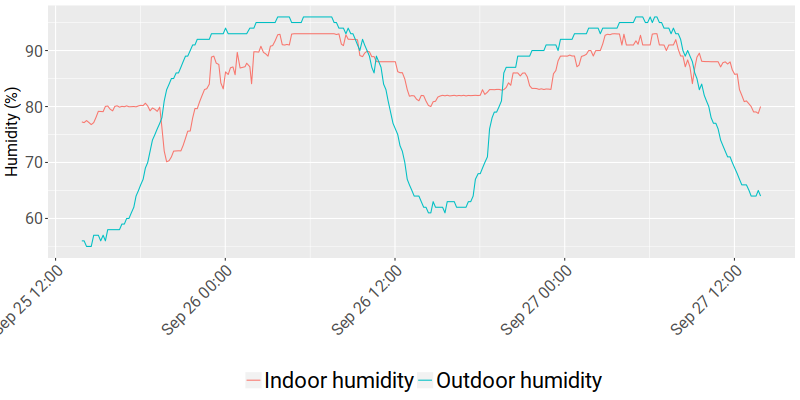 Humidity (%)
90
80
70
60
Sep 25 12:00
Sep 26 00:00
Sep 26 12:00
Sep 27 00:00
Sep 27 12:00
Indoor humidity
Outdoor humidity